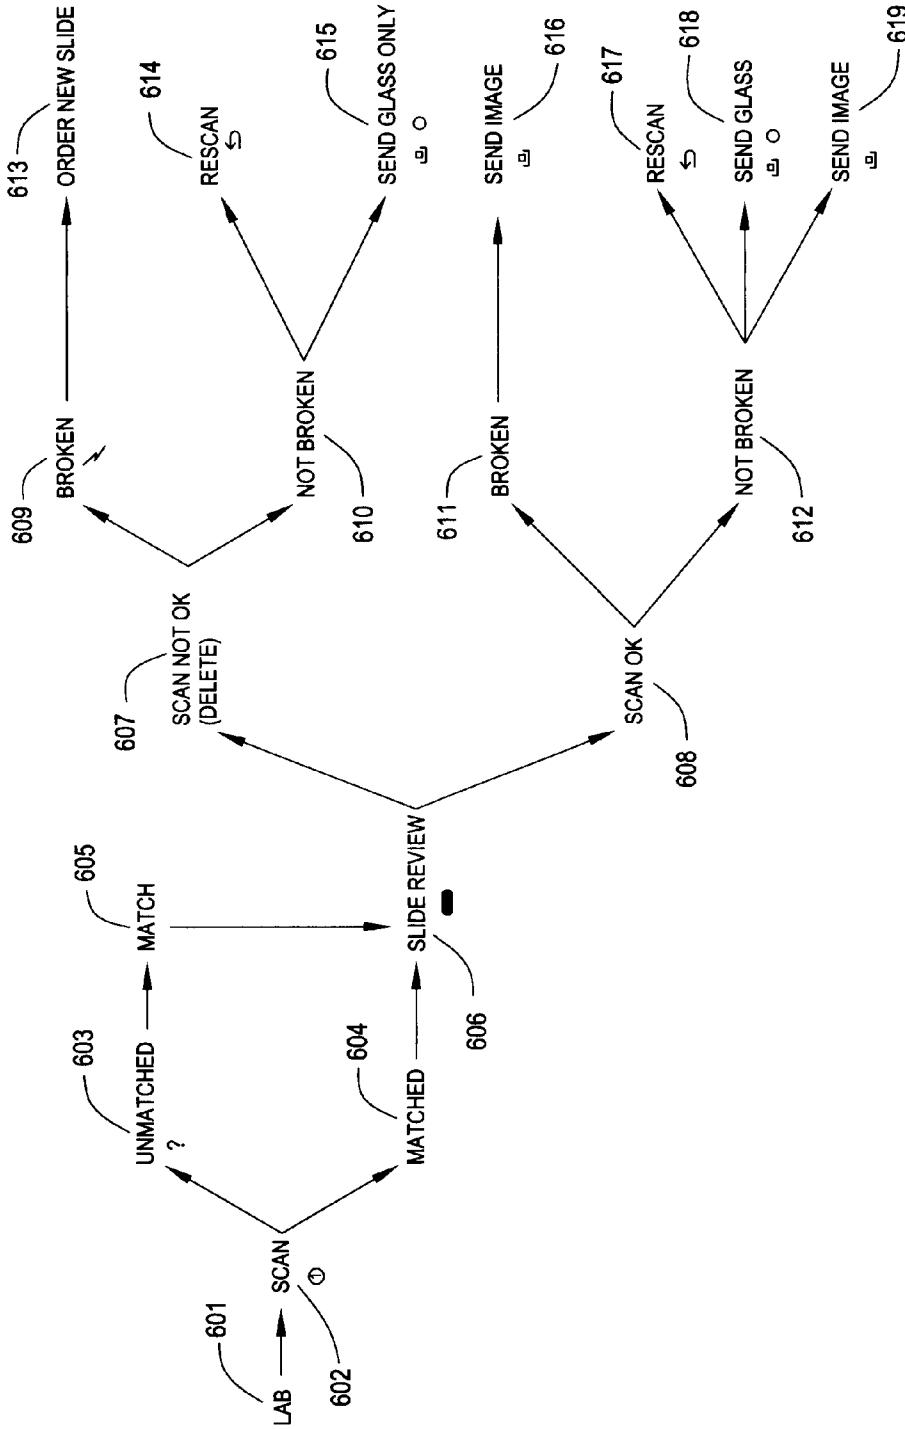 601
LAB
SCAN
602
603
UNMATCHED
?
605
MATCH
604
MATCHED
SLIDE REVIEW
606
607
SCAN NOT OK
(DELETE)
SCAN OK
608
609
BROKEN
NOT BROKEN
610
611
BROKEN
NOT BROKEN
612
613
ORDER NEW SLIDE
614
RESCAN
615
SEND GLASS ONLY
SEND IMAGE
616
617
RESCAN
618
SEND GLASS
SEND IMAGE
619